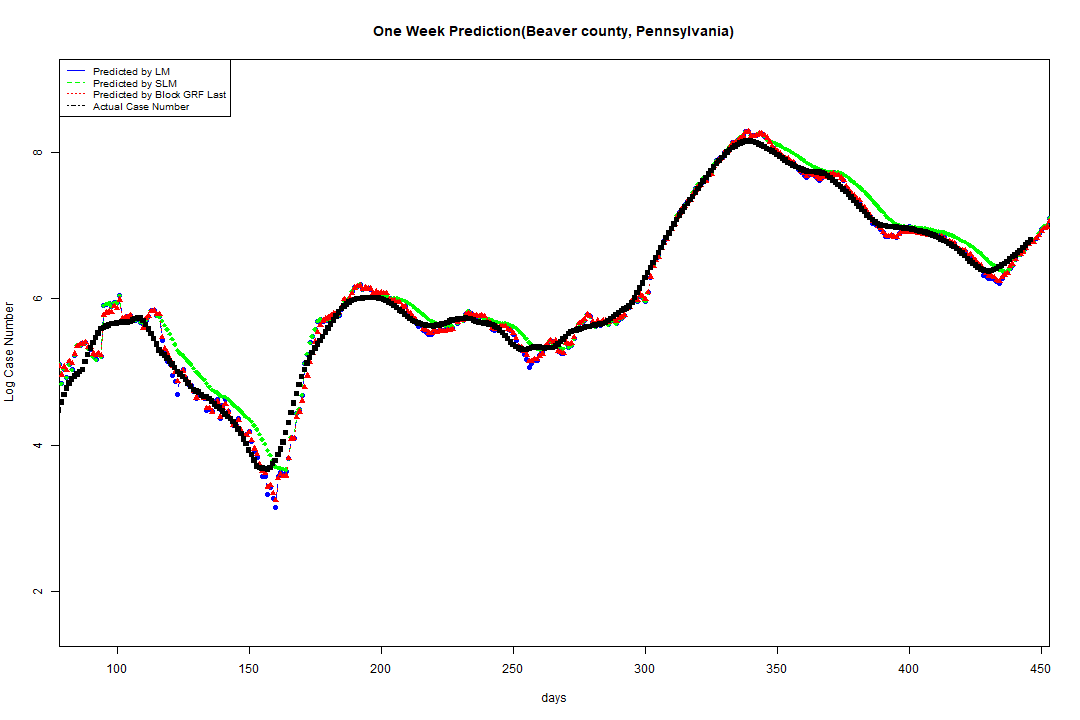 One Week Prediction(Beaver county, Pennsylvania)
Predicted by LM
Predicted by SLM
Predicted by Block GRF Last
Actual Case Number
8
6
4
2
Log Case Number
100 150 200 250 300 350 400 450
days